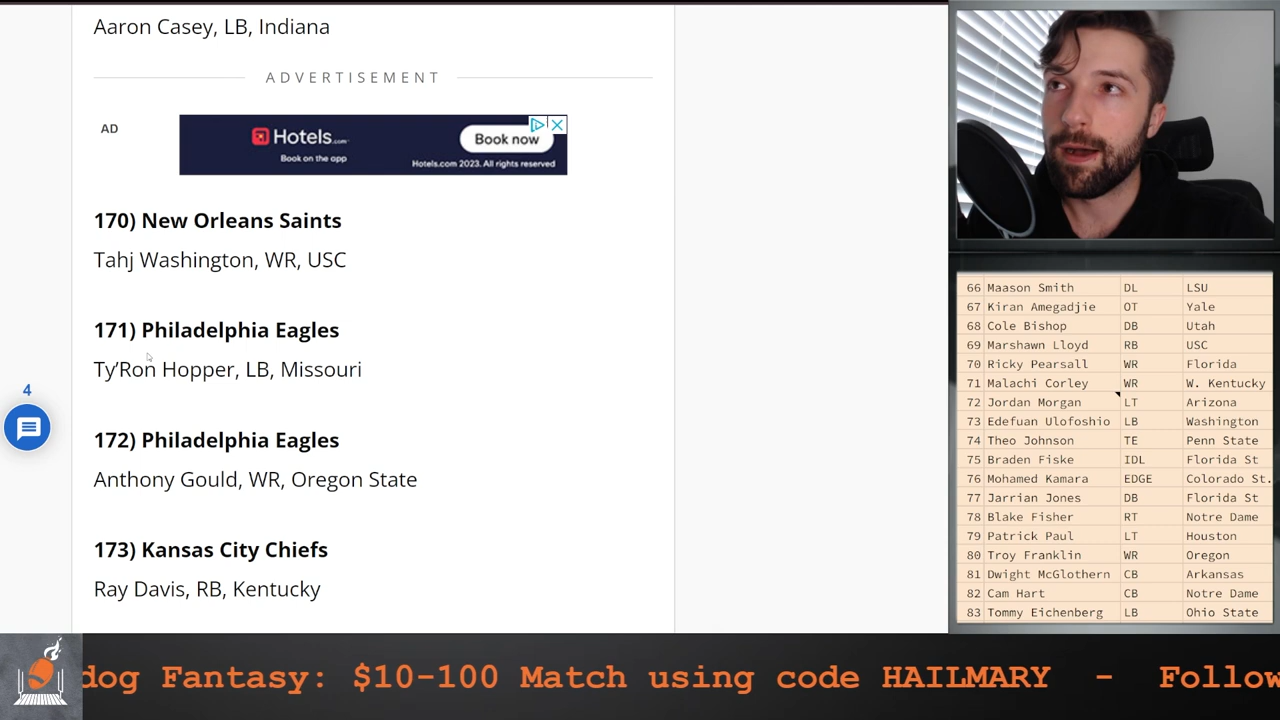 Aaron Casey, LB, Indiana
ADVERTISEMENT
AD
Hotels.com
Book on the app
Book now
Hotels.com 2023. All rights reserved
170) New Orleans Saints
Tahj Washington, WR, USC
171) Philadelphia Eagles
Ty’Ron Hopper, LB, Missouri
172) Philadelphia Eagles
Anthony Gould, WR, Oregon State
173) Kansas City Chiefs
Ray Davis, RB, Kentucky
4
66 Maason Smith DL LSU
67 Kiran Amegadjie OT Yale
68 Cole Bishop DB Utah
69 Marshawn Lloyd RB USC
70 Ricky Pearsall WR Florida
71 Malachi Corley WR W. Kentucky
72 Jordan Morgan LT Arizona
73 Edefuan Ulofoshio LB Washington
74 Theo Johnson TE Penn State
75 Braden Fiske IDL Florida St
76 Mohamed Kamara EDGE Colorado St.
77 Jarrian Jones DB Florida St
78 Blake Fisher RT Notre Dame
79 Patrick Paul LT Houston
80 Troy Franklin WR Oregon
81 Dwight McGlothern CB Arkansas
82 Cam Hart CB Notre Dame
83 Tommy Eichenberg LB Ohio State
dog Fantasy: $10-100 Match using code HAILMARY - Follow